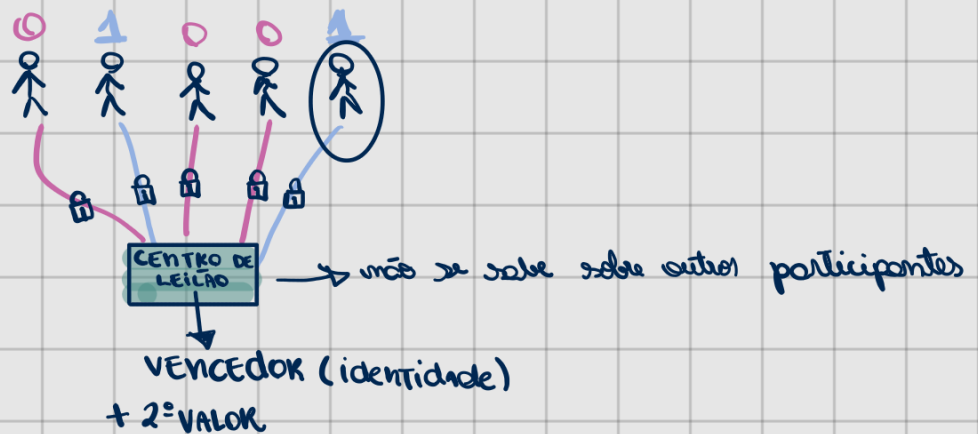 0 1 0 0 1
CENTRO DE
LEILÃO
não se sabe sobre outros participantes
VENCEDOR (identidade)
+ 2º VALOR